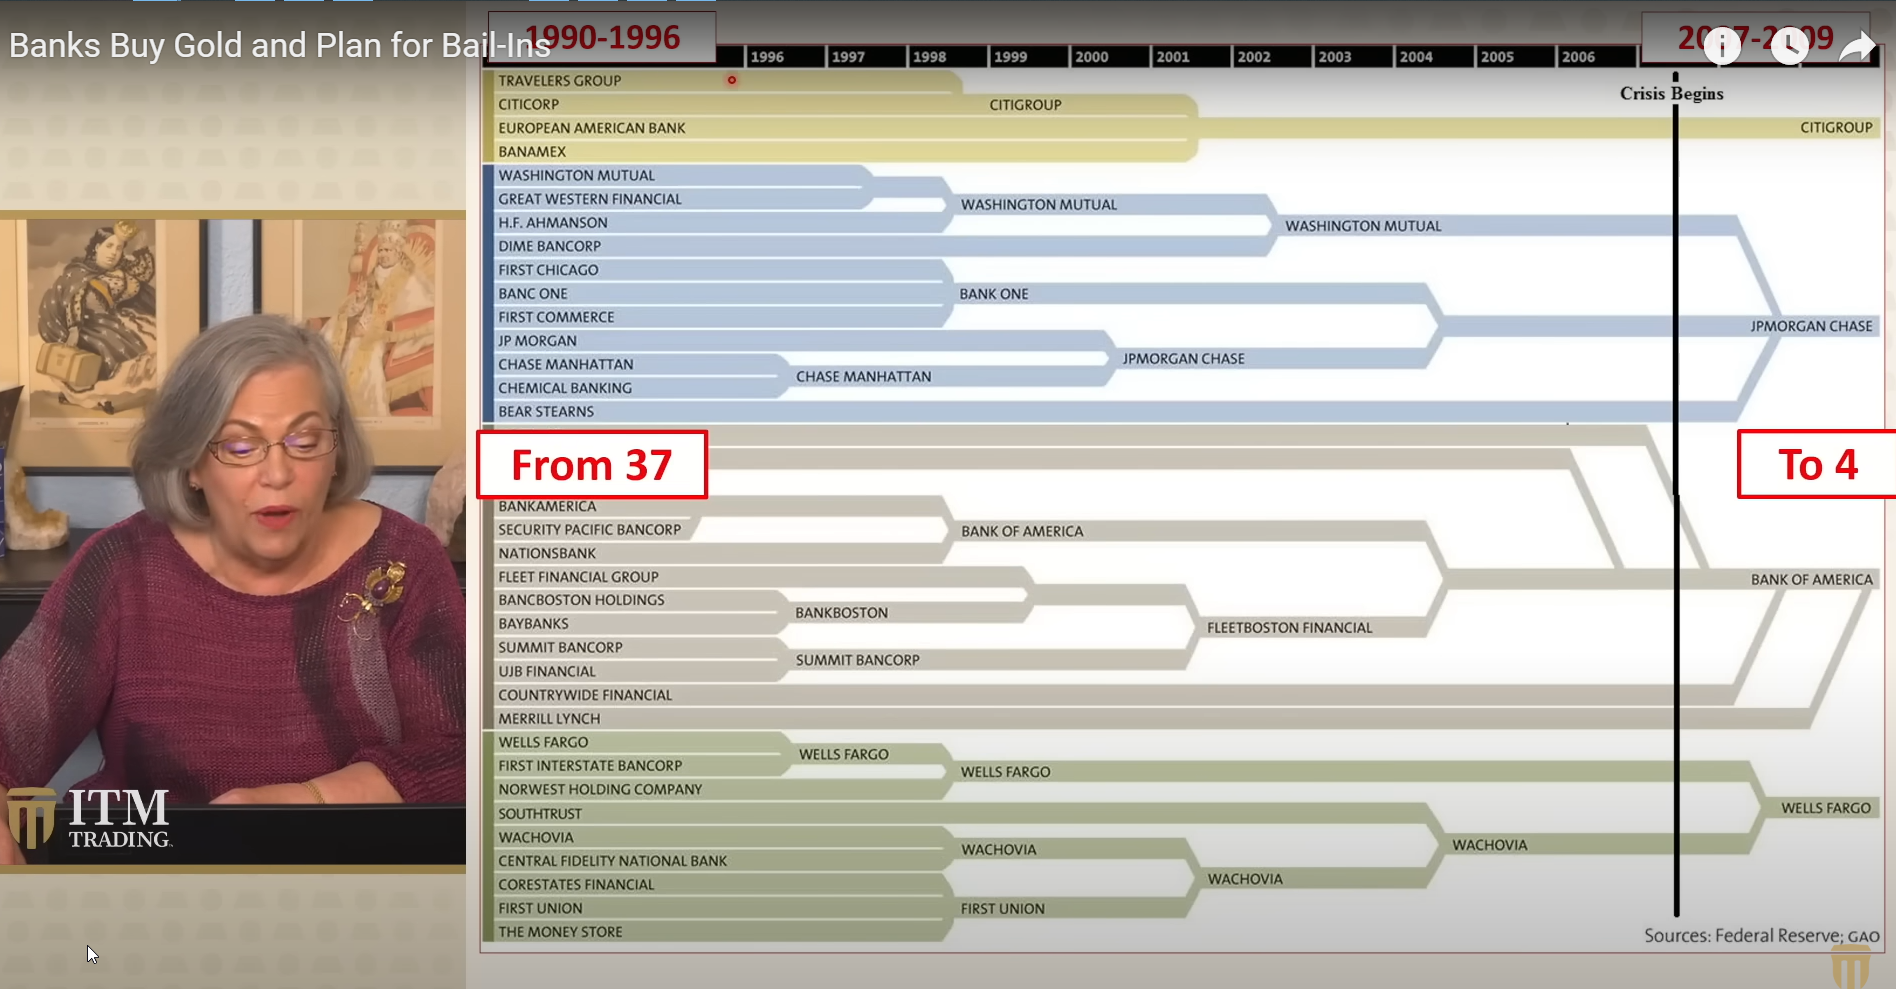 Banks Buy Gold and Plan for Bail-Ins
1990-1996
1996 1997 1998 1999 2000 2001 2002 2003 2004 2005 2006
Crisis Begins
TRAVELERS GROUP
CITICORP
CITIGROUP
EUROPEAN AMERICAN BANK
CITIGROUP
BANAMEX
WASHINGTON MUTUAL
GREAT WESTERN FINANCIAL
WASHINGTON MUTUAL
H.F. AHMANSON
WASHINGTON MUTUAL
DIME BANCORP
FIRST CHICAGO
BANC ONE
BANK ONE
FIRST COMMERCE
JPMORGAN CHASE
JP MORGAN
JPMORGAN CHASE
CHASE MANHATTAN
CHASE MANHATTAN
CHEMICAL BANKING
BEAR STEARNS
From 37
To 4
BANKAMERICA
SECURITY PACIFIC BANCORP
BANK OF AMERICA
NATIONSBANK
FLEET FINANCIAL GROUP
BANK OF AMERICA
BANCBOSTON HOLDINGS
BANKBOSTON
BAYBANKS
FLEETBOSTON FINANCIAL
SUMMIT BANCORP
SUMMIT BANCORP
UJB FINANCIAL
COUNTRYWIDE FINANCIAL
MERRILL LYNCH
WELLS FARGO
WELLS FARGO
FIRST INTERSTATE BANCORP
WELLS FARGO
NORWEST HOLDING COMPANY
WELLS FARGO
SOUTHTRUST
WACHOVIA
WACHOVIA
WACHOVIA
CENTRAL FIDELITY NATIONAL BANK
WACHOVIA
CORESTATES FINANCIAL
FIRST UNION
FIRST UNION
THE MONEY STORE
Sources: Federal Reserve; GAO
ITM
TRADING